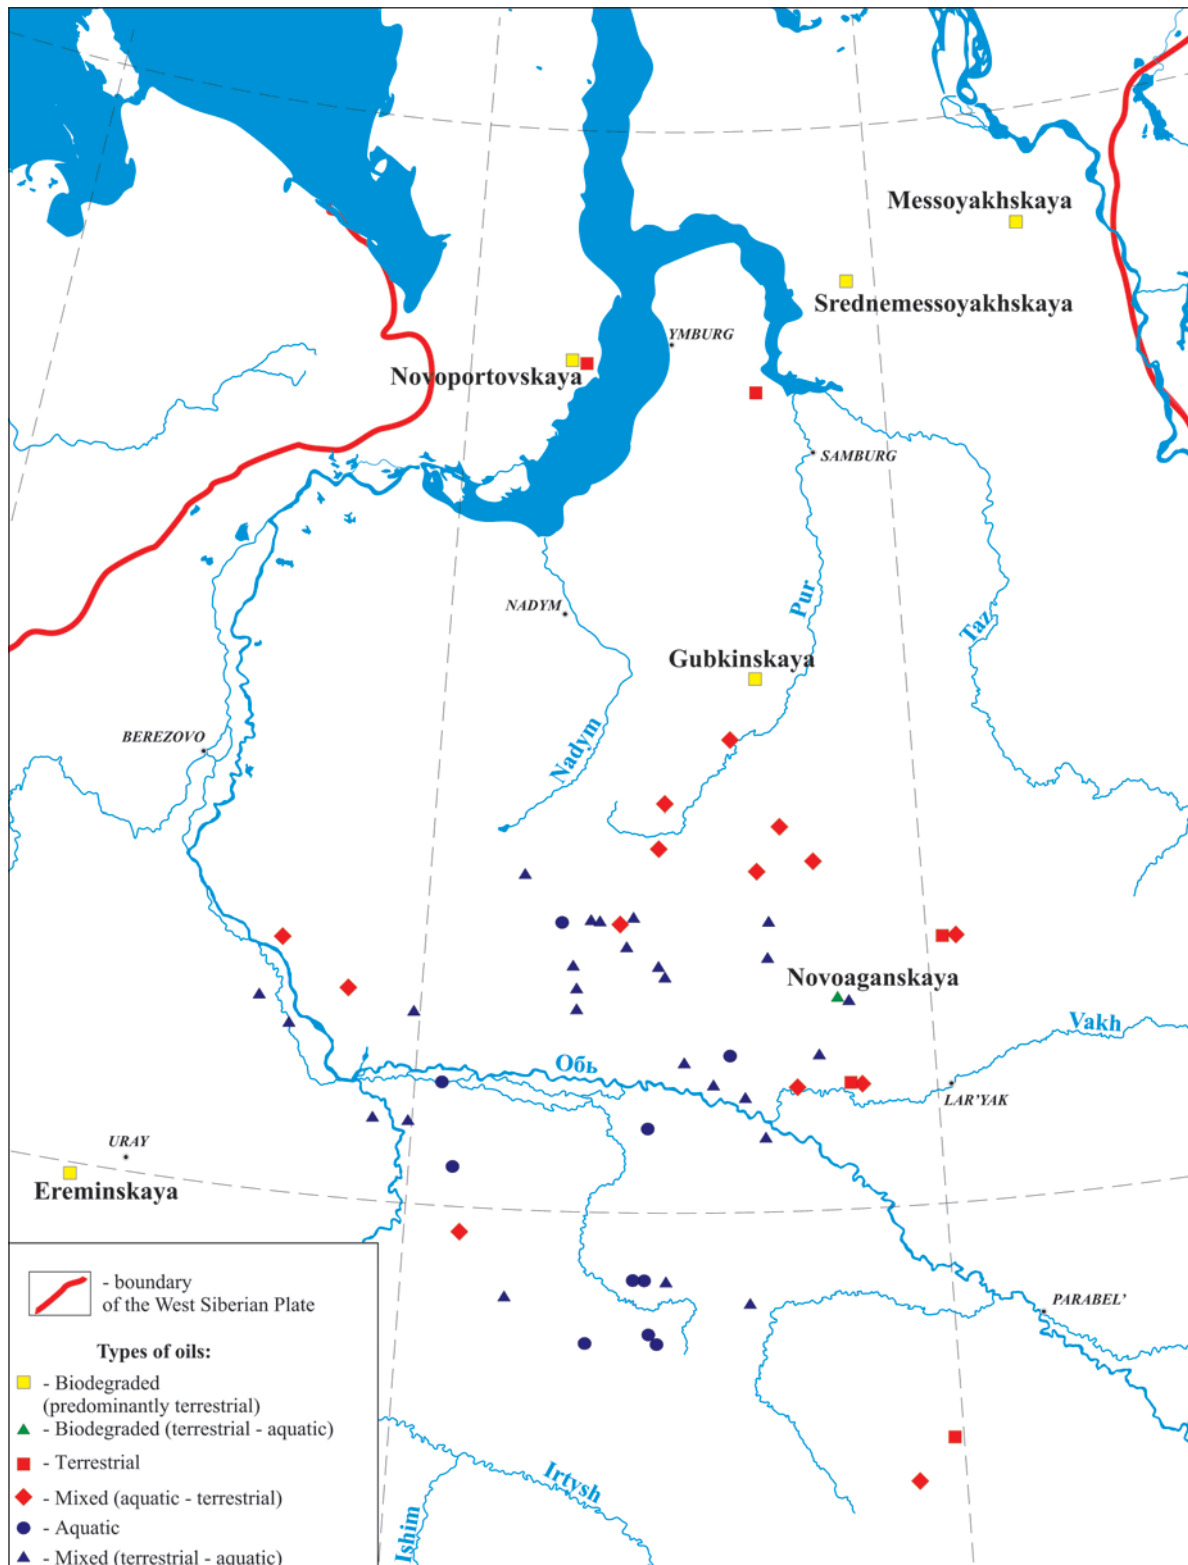 Messoyakhskaya
Srednemessoyakhskaya
YMBURG
Novoportovskaya
SAMBURG
Pur
NADYM
Taz
Gubkinskaya
Nadym
BEREZOVO
Novoaganskaya
Vakh
Обь
LAR'YAK
URAY
Ereminskaya
- boundary
of the West Siberian Plate
PARABEL'
Types of oils:
- Biodegraded
(predominantly terrestrial)
- Biodegraded (terrestrial - aquatic)
- Terrestrial
- Mixed (aquatic - terrestrial)
- Aquatic
- Mixed (terrestrial - aquatic)
Irtysh
Ishim